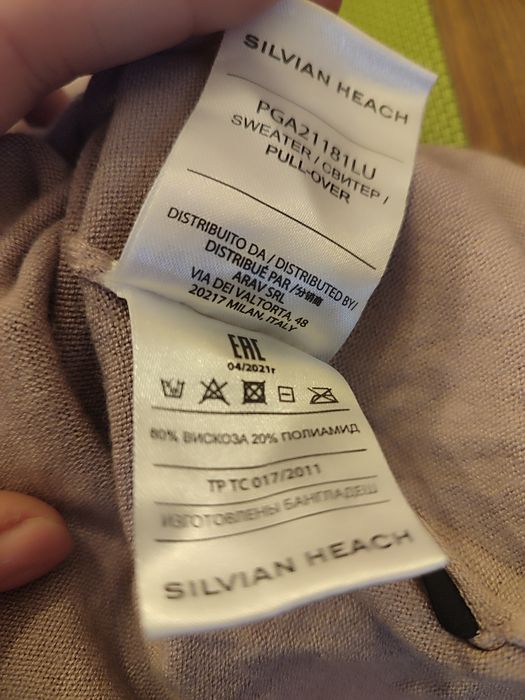 SILVIAN HEACH
PGA21181LU
SWEATER / СВИТЕР /
PULL-OVER
DISTRIBUITO DA / DISTRIBUTED BY /
DISTRIBUÉ PAR / 分销商
ARAV SRL
VIA DEI VALTORTA, 48
20217 MILAN, ITALY
EAC
04/2021г
80% ВИСКОЗА 20% ПОЛИАМИД
ТР ТС 017/2011
ИЗГОТОВЛЕНЫ БАНГЛАДЕШ
SILVIAN HEACH